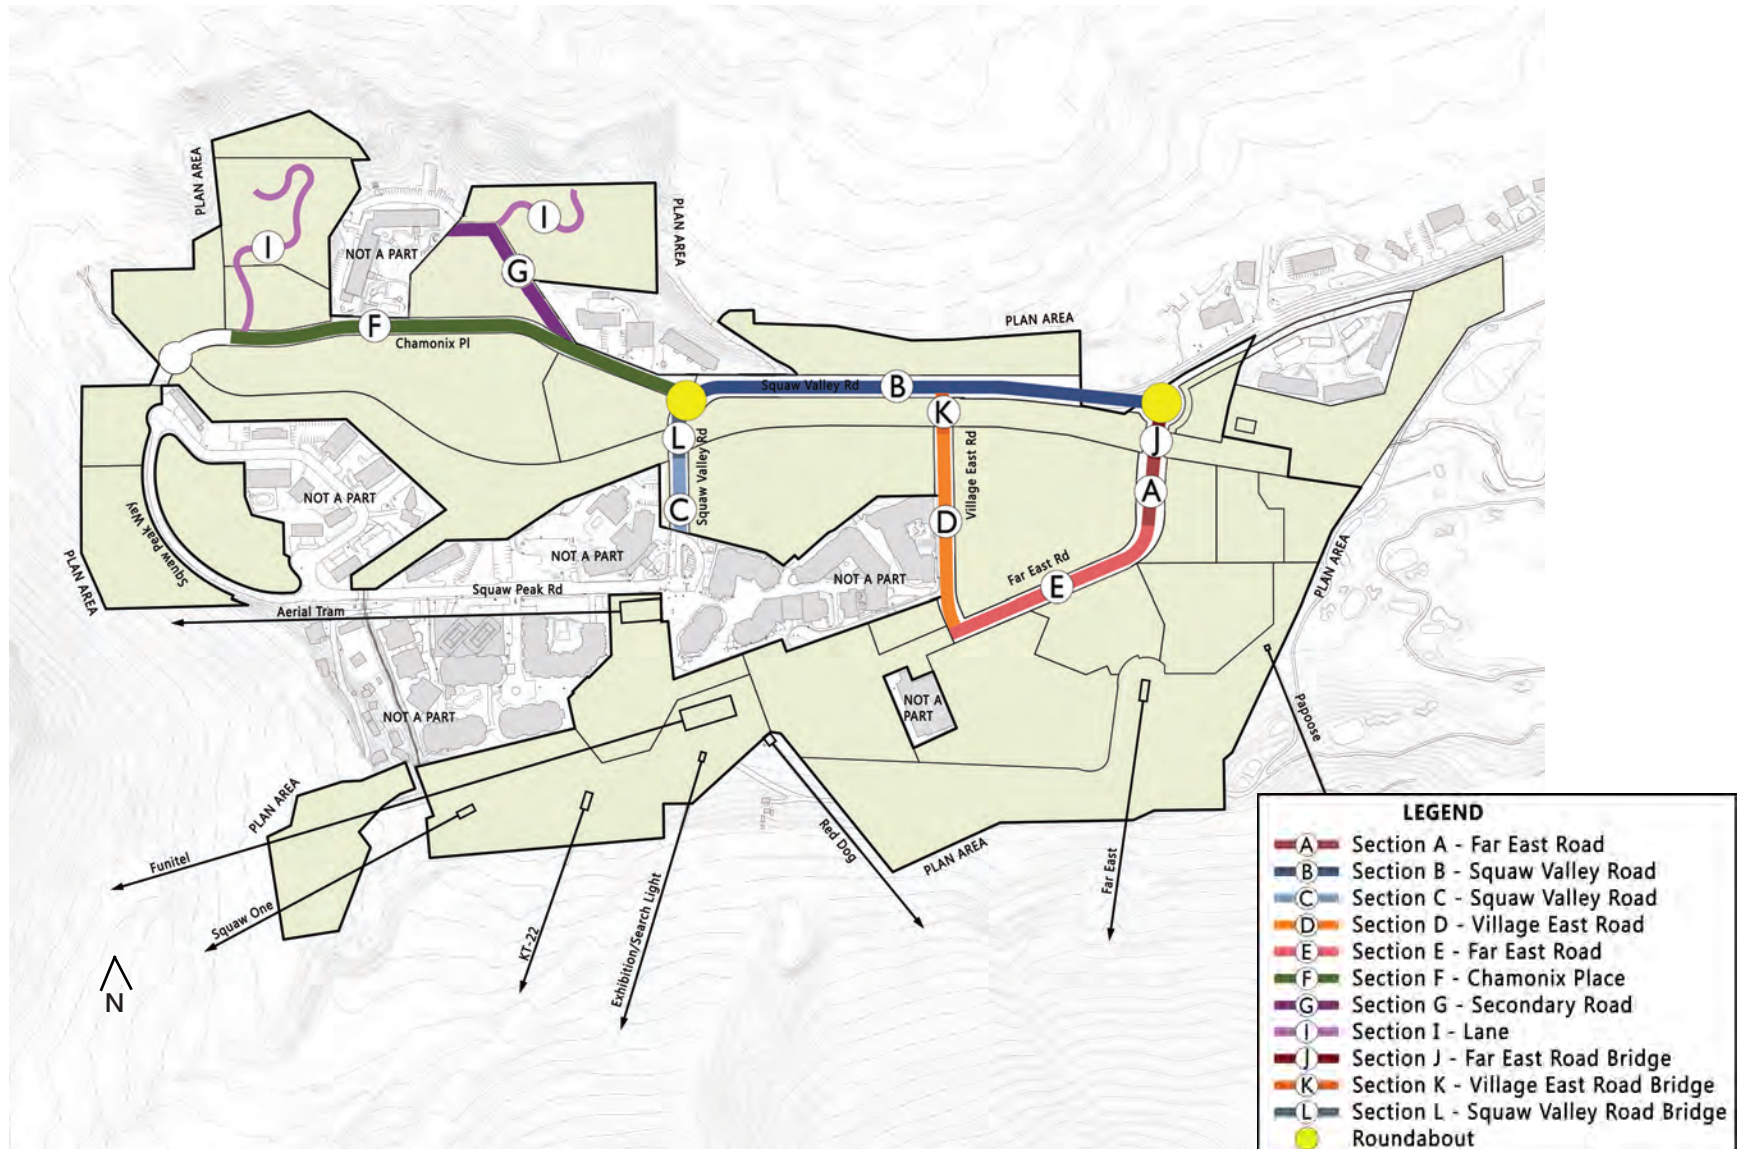 PLAN AREA
PLAN AREA
NOT A PART
I
I
G
F
Chamonix Pl
PLAN AREA
Squaw Valley Rd
B
K
L
J
Squaw Valley Rd
C
Village East Rd
D
A
NOT A PART
Squaw Peak Way
PLAN AREA
NOT A PART
NOT A PART
Far East Rd
E
PLAN AREA
Squaw Peak Rd
Aerial Tram
NOT A PART
NOT A
PART
Papoose
PLAN AREA
Funitel
Squaw One
KT-22
Exhibition/Search Light
Red Dog
PLAN AREA
Far East
N
LEGEND
A Section A - Far East Road
B Section B - Squaw Valley Road
C Section C - Squaw Valley Road
D Section D - Village East Road
E Section E - Far East Road
F Section F - Chamonix Place
G Section G - Secondary Road
I Section I - Lane
J Section J - Far East Road Bridge
K Section K - Village East Road Bridge
L Section L - Squaw Valley Road Bridge
Roundabout